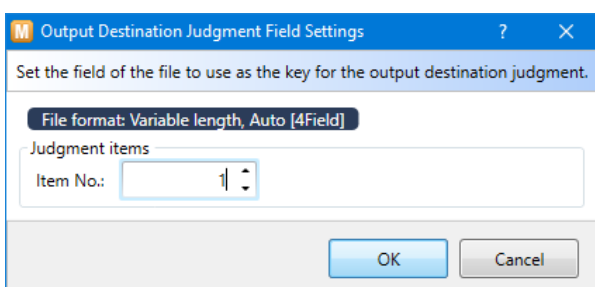 M Output Destination Judgment Field Settings ? ×
Set the field of the file to use as the key for the output destination judgment.
File format: Variable length, Auto [4Field]
Judgment items
Item No.: 1
OK Cancel